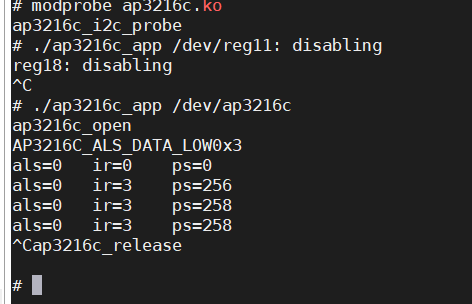 # modprobe ap3216c.ko
ap3216c_i2c_probe
# ./ap3216c_app /dev/reg11: disabling
reg18: disabling
^C
# ./ap3216c_app /dev/ap3216c
ap3216c_open
AP3216C_ALS_DATA_LOW0x3
als=0   ir=0    ps=0
als=0   ir=3    ps=256
als=0   ir=3    ps=258
als=0   ir=3    ps=258
^Cap3216c_release
#